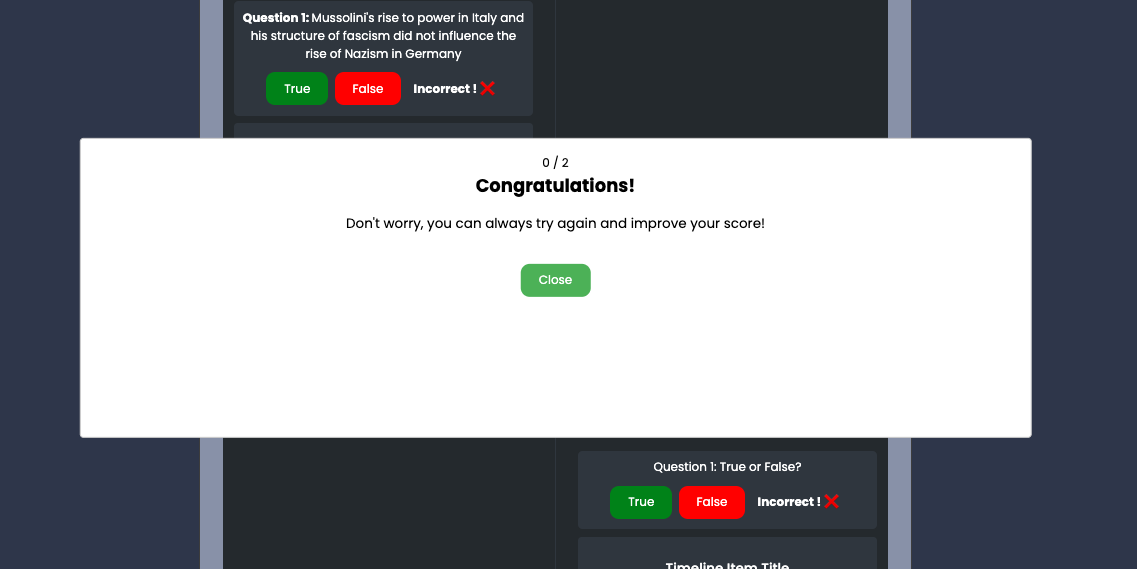 Question 1: Mussolini's rise to power in Italy and
his structure of fascism did not influence the
rise of Nazism in Germany
True False Incorrect ! ❌
0 / 2
Congratulations!
Don't worry, you can always try again and improve your score!
Close
Question 1: True or False?
True False Incorrect ! ❌
Timeline Item Title